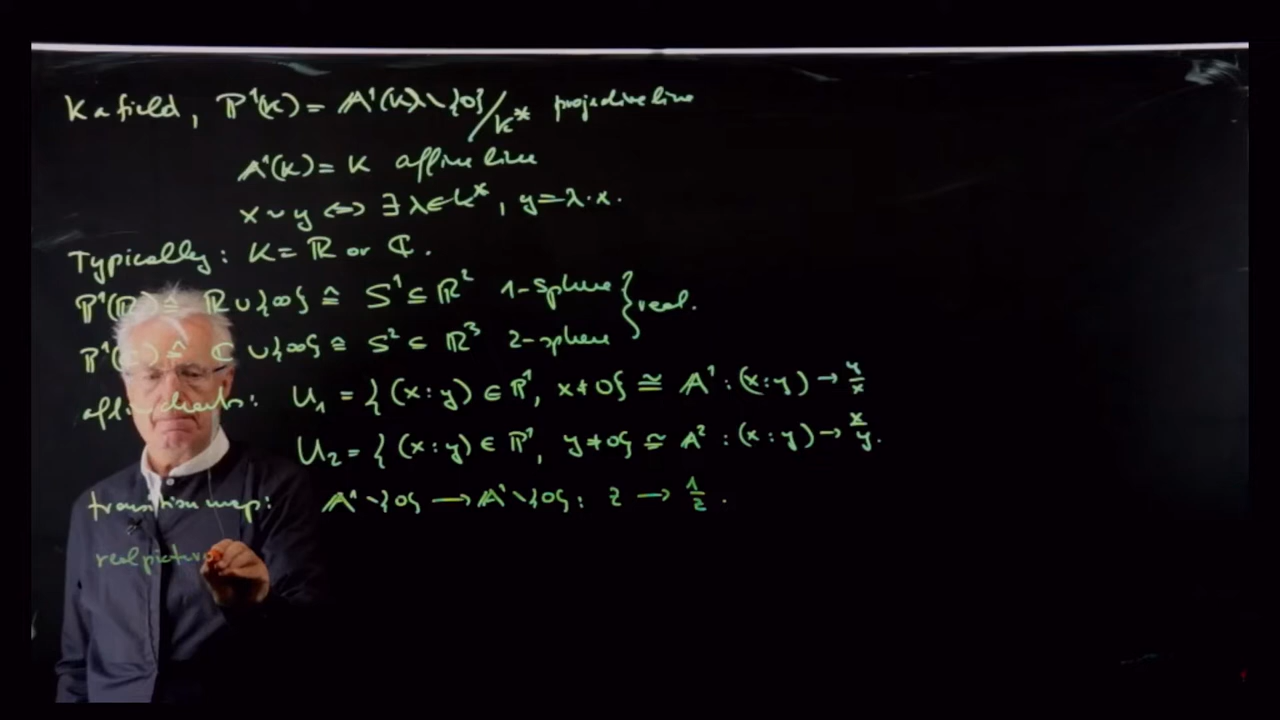 K a field, ℙ¹(K) = 𝔸¹(K)∖{0}/K* projective line
𝔸¹(K) = K affine line
x ~ y ⇔ ∃ λ ∈ K*, y = λ·x.
Typically: K = ℝ or ℂ.
ℙ¹(ℝ) ≙ ℝ ∪ {∞} ≙ S¹ ⊆ ℝ² 1-sphere } real.
ℙ¹(ℂ) ≙ ℂ ∪ {∞} ≙ S² ⊆ ℝ³ 2-sphere
affine charts: U₁ = {(x:y) ∈ ℙ¹, x ≠ 0} ≅ 𝔸¹ : (x:y) → y/x
U₂ = {(x:y) ∈ ℙ¹, y ≠ 0} ≅ 𝔸² : (x:y) → x/y.
transition map: 𝔸¹∖{0} → 𝔸¹∖{0} : z → 1/z.
real picture